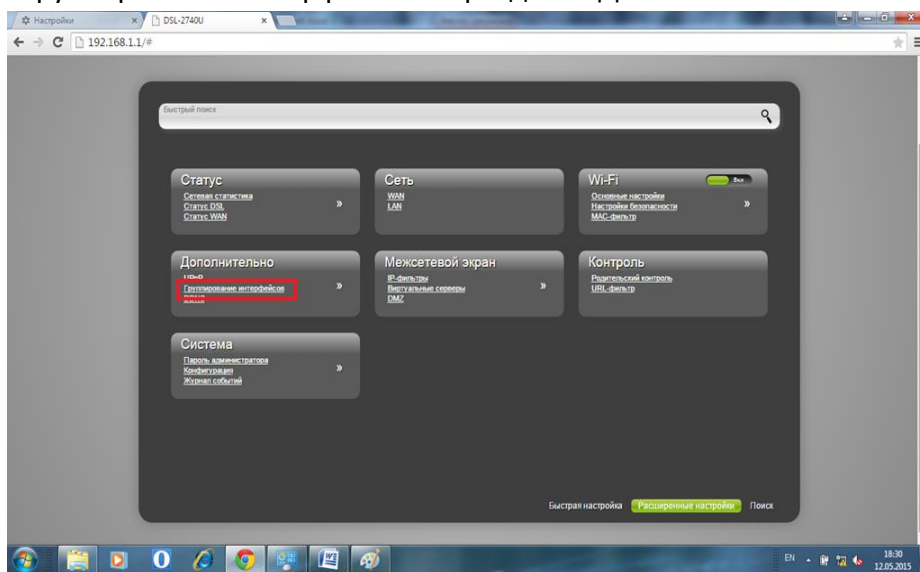 Настройки
DSL-2740U
192.168.1.1/#
Быстрый поиск
Статус
Сетевая статистика
Статус DSL
Статус WAN
Сеть
WAN
LAN
Wi-Fi
Вкл
Основные настройки
Настройки безопасности
MAC-фильтр
Дополнительно
UPnP
Группирование интерфейсов
Межсетевой экран
IP-фильтры
Виртуальные серверы
DMZ
Контроль
Родительский контроль
URL-фильтр
Система
Пароль администратора
Конфигурация
Журнал событий
Быстрая настройка Расширенные настройки Поиск
EN
18:30
12.05.2015